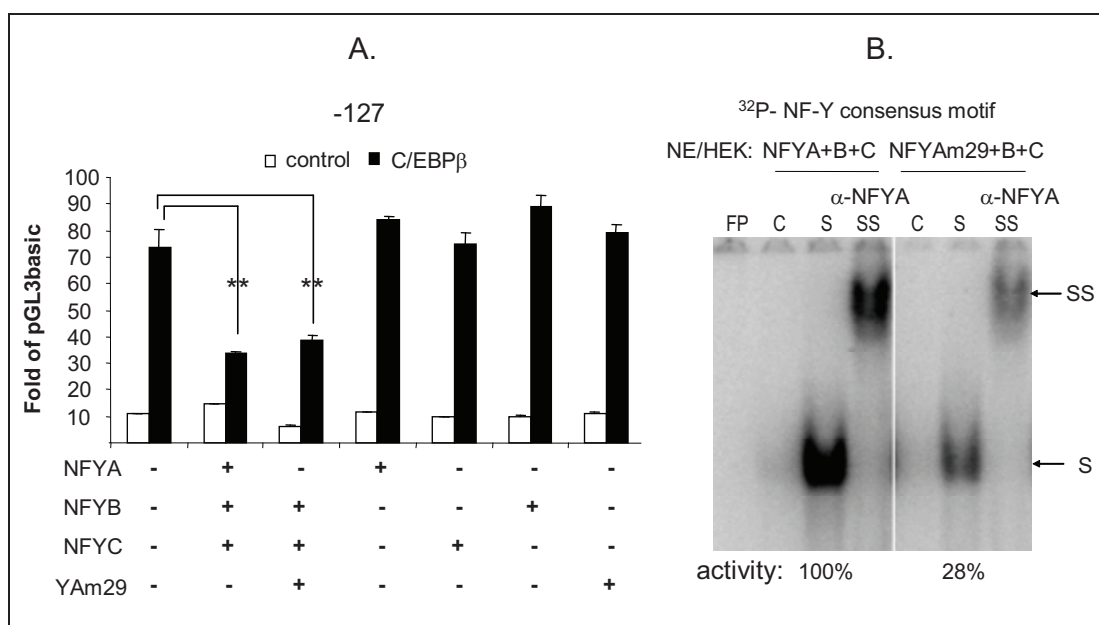 A.
-127
control C/EBPβ
Fold of pGL3basic
100
90
80
70
60
50
40
30
20
10
** **
NFYA - + - + - - -
NFYB - + + - - + -
NFYC - + + - + - -
YAm29 - - + - - - +
B.
32P- NF-Y consensus motif
NE/HEK: NFYA+B+C NFYAm29+B+C
α-NFYA α-NFYA
FP C S SS C S SS
SS
S
activity: 100% 28%